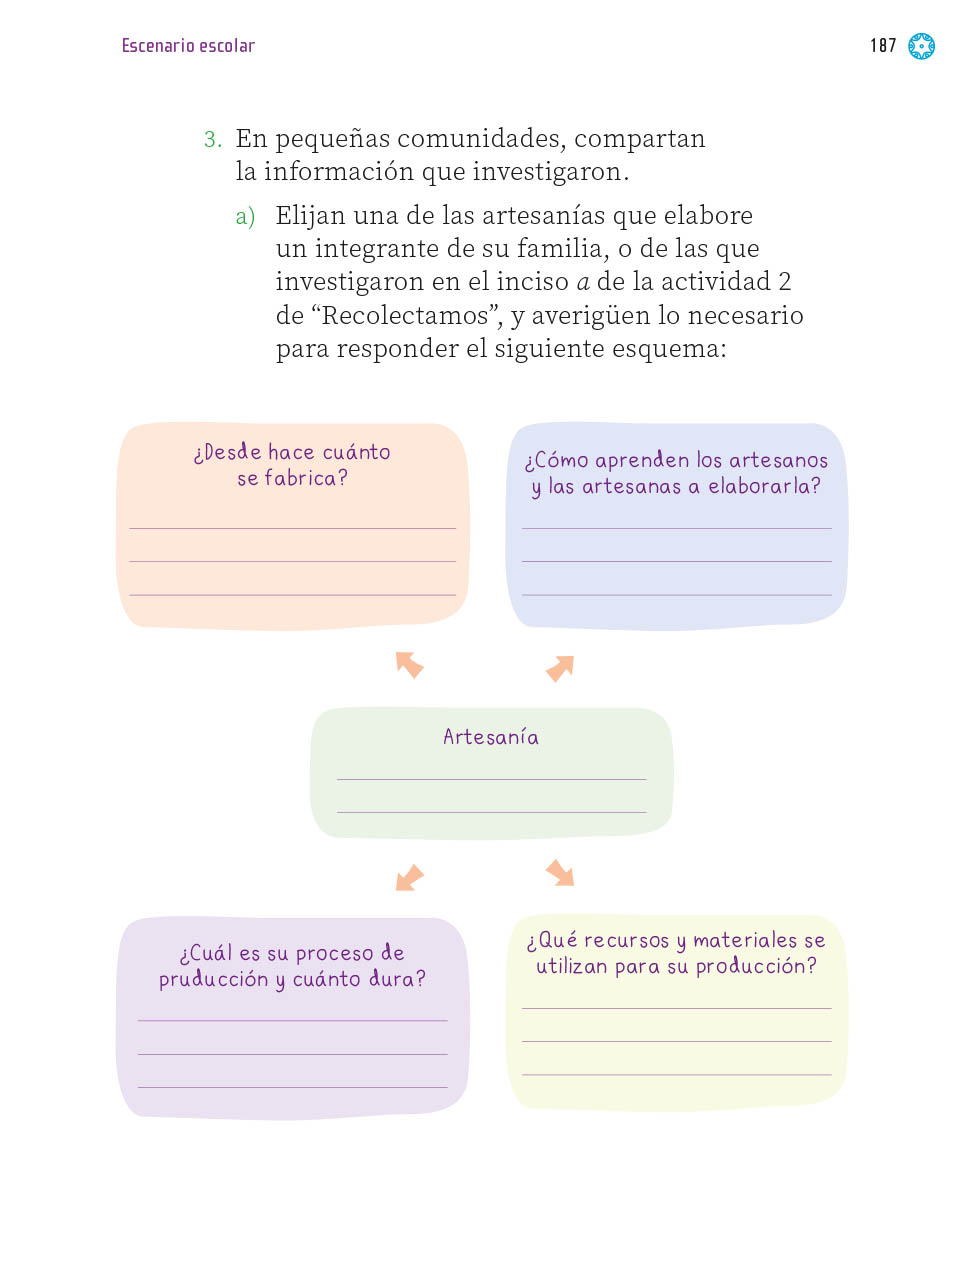 Escenario escolar
187
3. En pequeñas comunidades, compartan
la información que investigaron.
a) Elijan una de las artesanías que elabore
un integrante de su familia, o de las que
investigaron en el inciso a de la actividad 2
de “Recolectamos”, y averigüen lo necesario
para responder el siguiente esquema:
¿Desde hace cuánto
se fabrica?
¿Cómo aprenden los artesanos
y las artesanas a elaborarla?
Artesanía
¿Cuál es su proceso de
pruducción y cuánto dura?
¿Qué recursos y materiales se
utilizan para su producción?